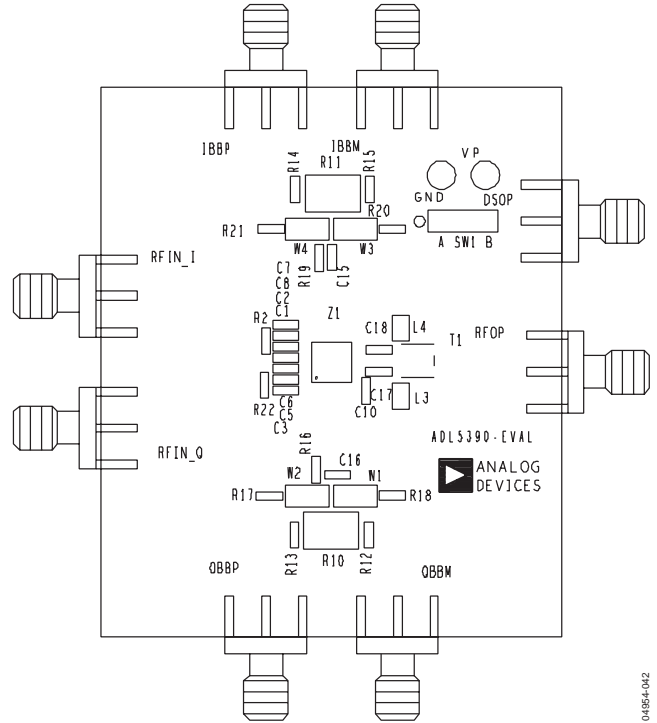 IBBP
IBBM
R14
R11
R15
VP
GND
DSOP
R21
R20
W4
W3
A SW1 B
RFIN_I
C7
C8
C2
C1
R19
C15
R2
Z1
C18
L4
T1
RFOP
R22
C6
C5
C3
C10
C17
L3
ADL5390-EVAL
RFIN_Q
R16
C16
ANALOG
DEVICES
R17
W2
W1
R18
R13
R10
R12
QBBP
QBBM
04954-042